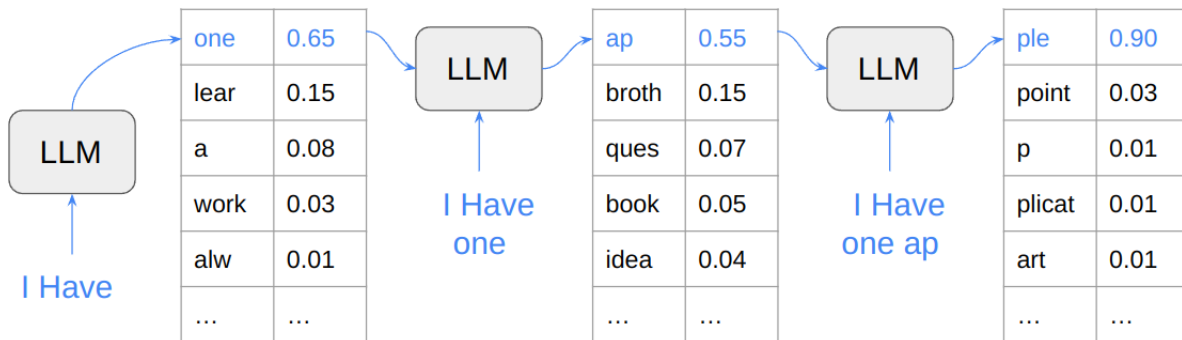 LLM
I Have
one 0.65
lear 0.15
a 0.08
work 0.03
alw 0.01
... ...
LLM
I Have
one
ap 0.55
broth 0.15
ques 0.07
book 0.05
idea 0.04
... ...
LLM
I Have
one ap
ple 0.90
point 0.03
p 0.01
plicat 0.01
art 0.01
... ...